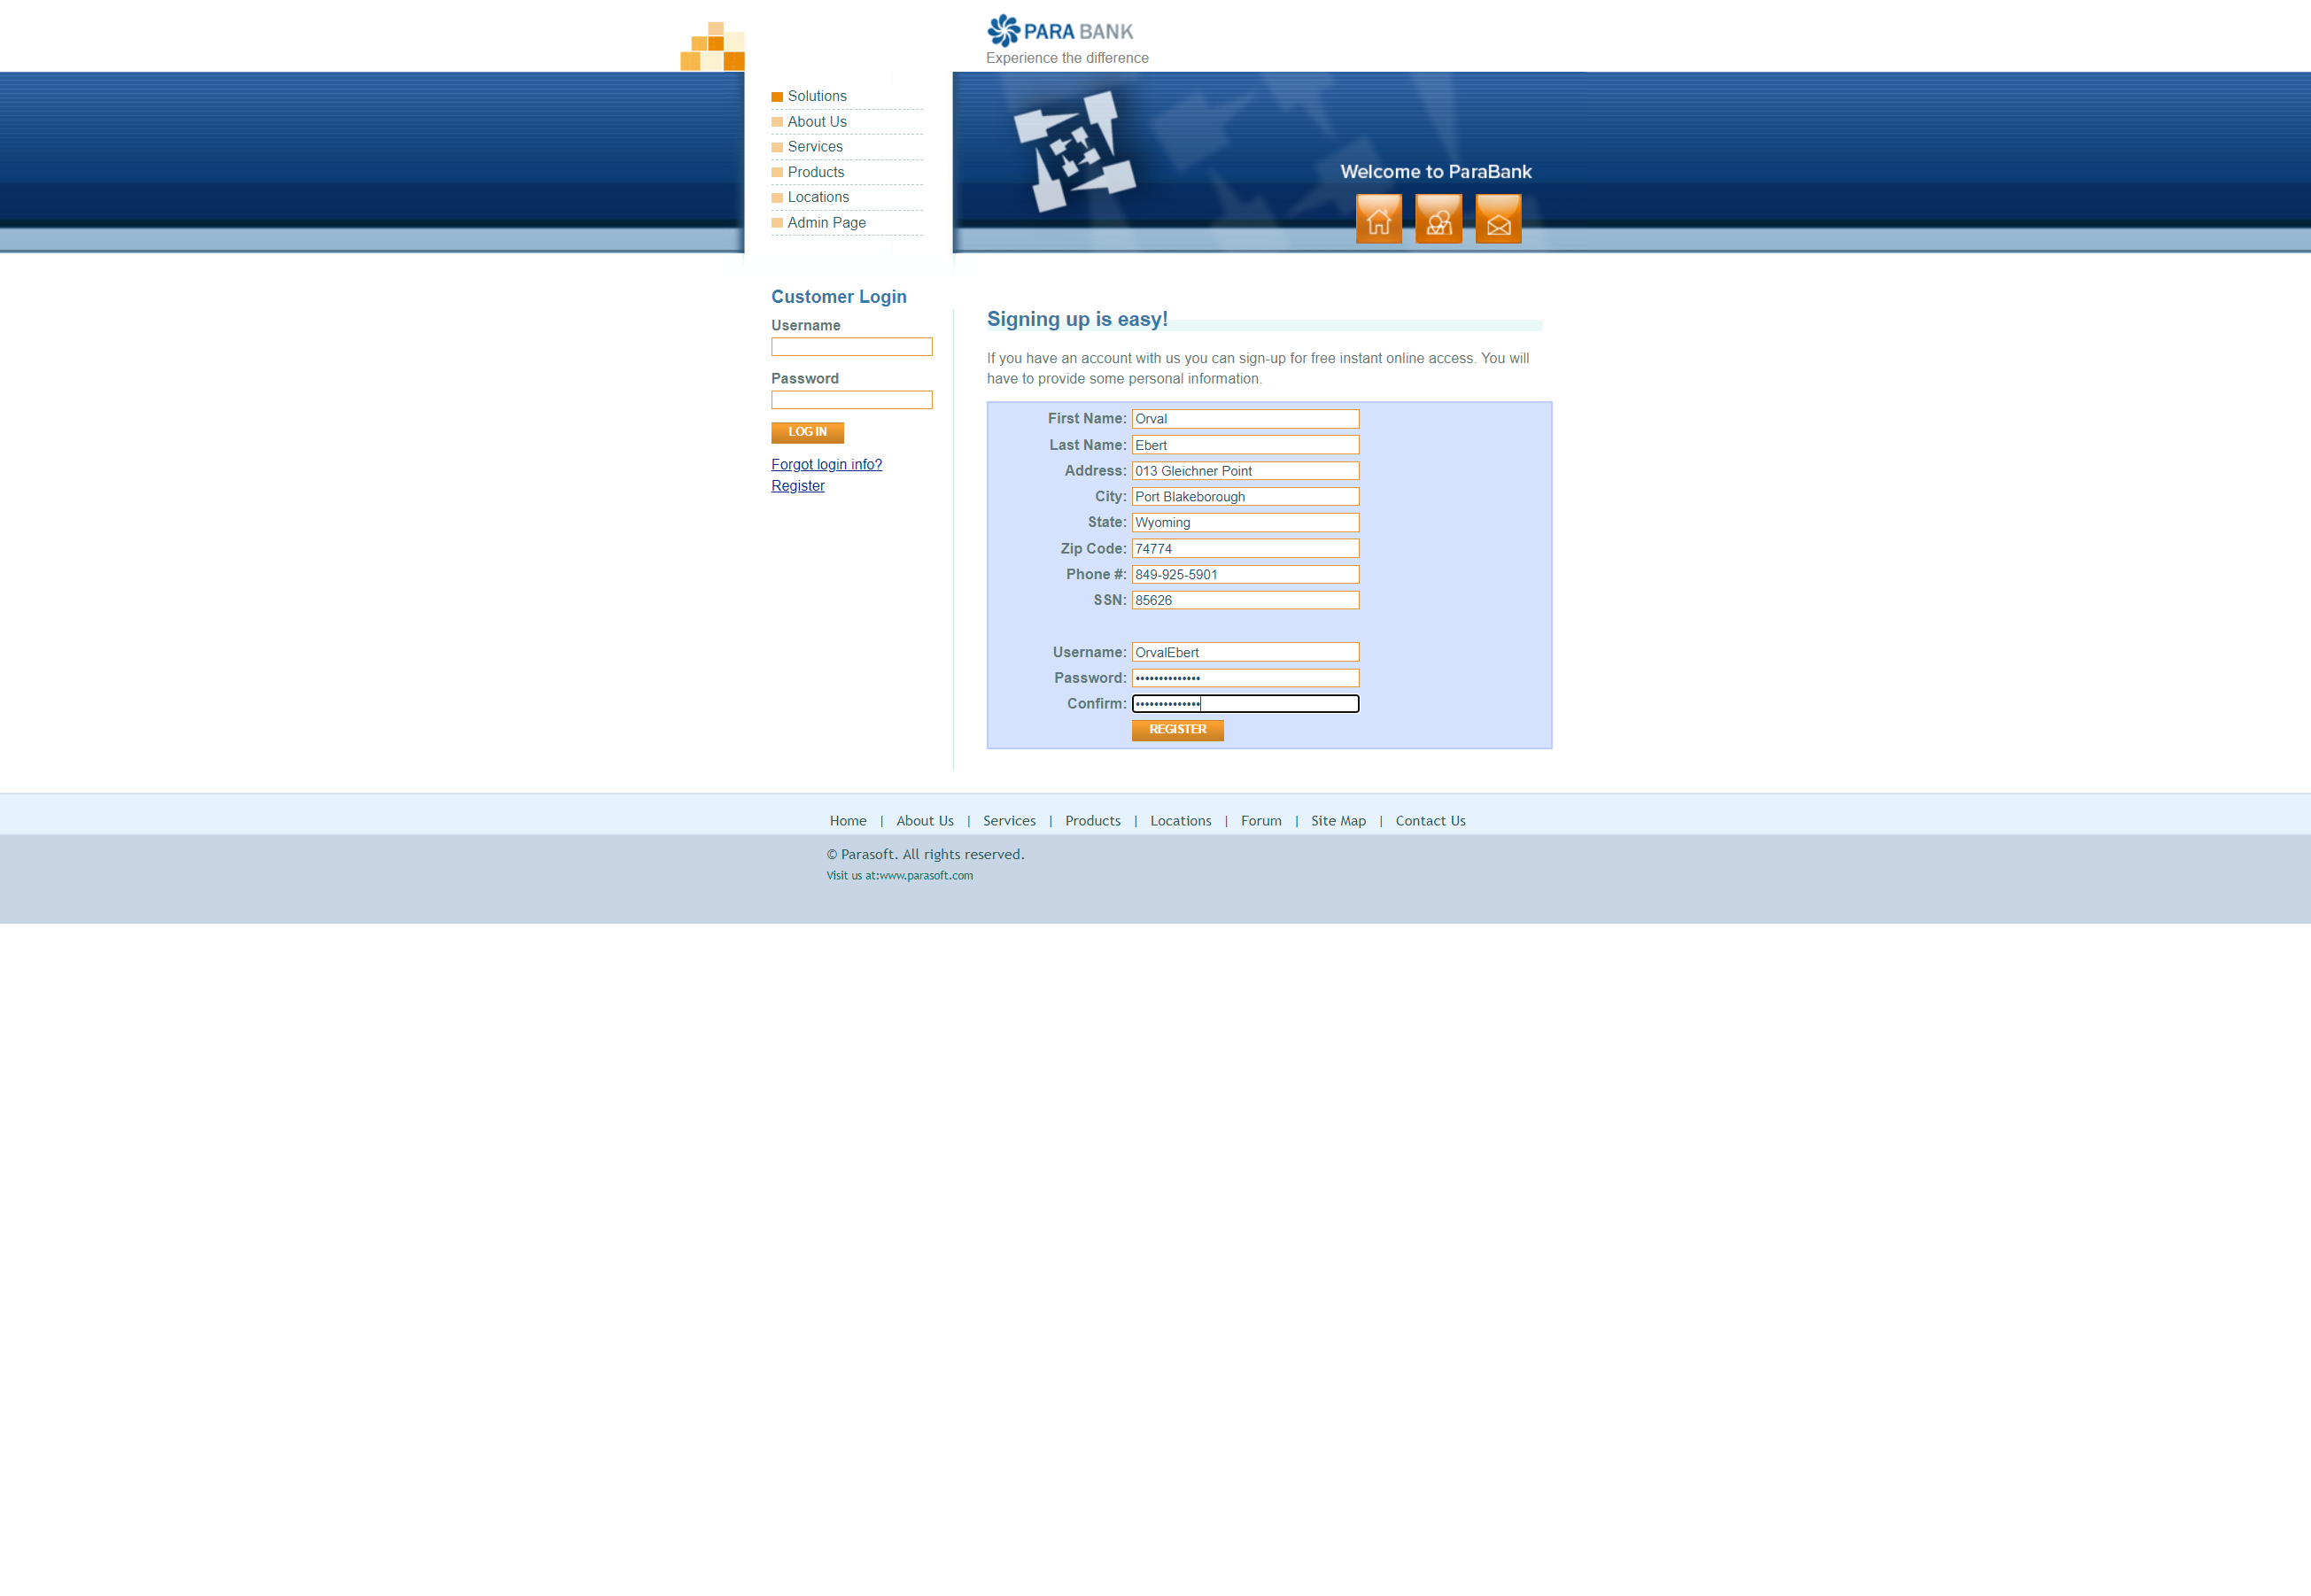 PARA BANK
Experience the difference
Solutions
About Us
Services
Products
Locations
Admin Page
Welcome to ParaBank
Customer Login
Username
Password
LOG IN
Forgot login info?
Register
Signing up is easy!
If you have an account with us you can sign-up for free instant online access. You will
have to provide some personal information.
First Name: Orval
Last Name: Ebert
Address: 013 Gleichner Point
City: Port Blakeborough
State: Wyoming
Zip Code: 74774
Phone #: 849-925-5901
SSN: 85626
Username: OrvalEbert
Password: ••••••••••••••
Confirm: ••••••••••••••
REGISTER
Home | About Us | Services | Products | Locations | Forum | Site Map | Contact Us
© Parasoft. All rights reserved.
Visit us at:www.parasoft.com